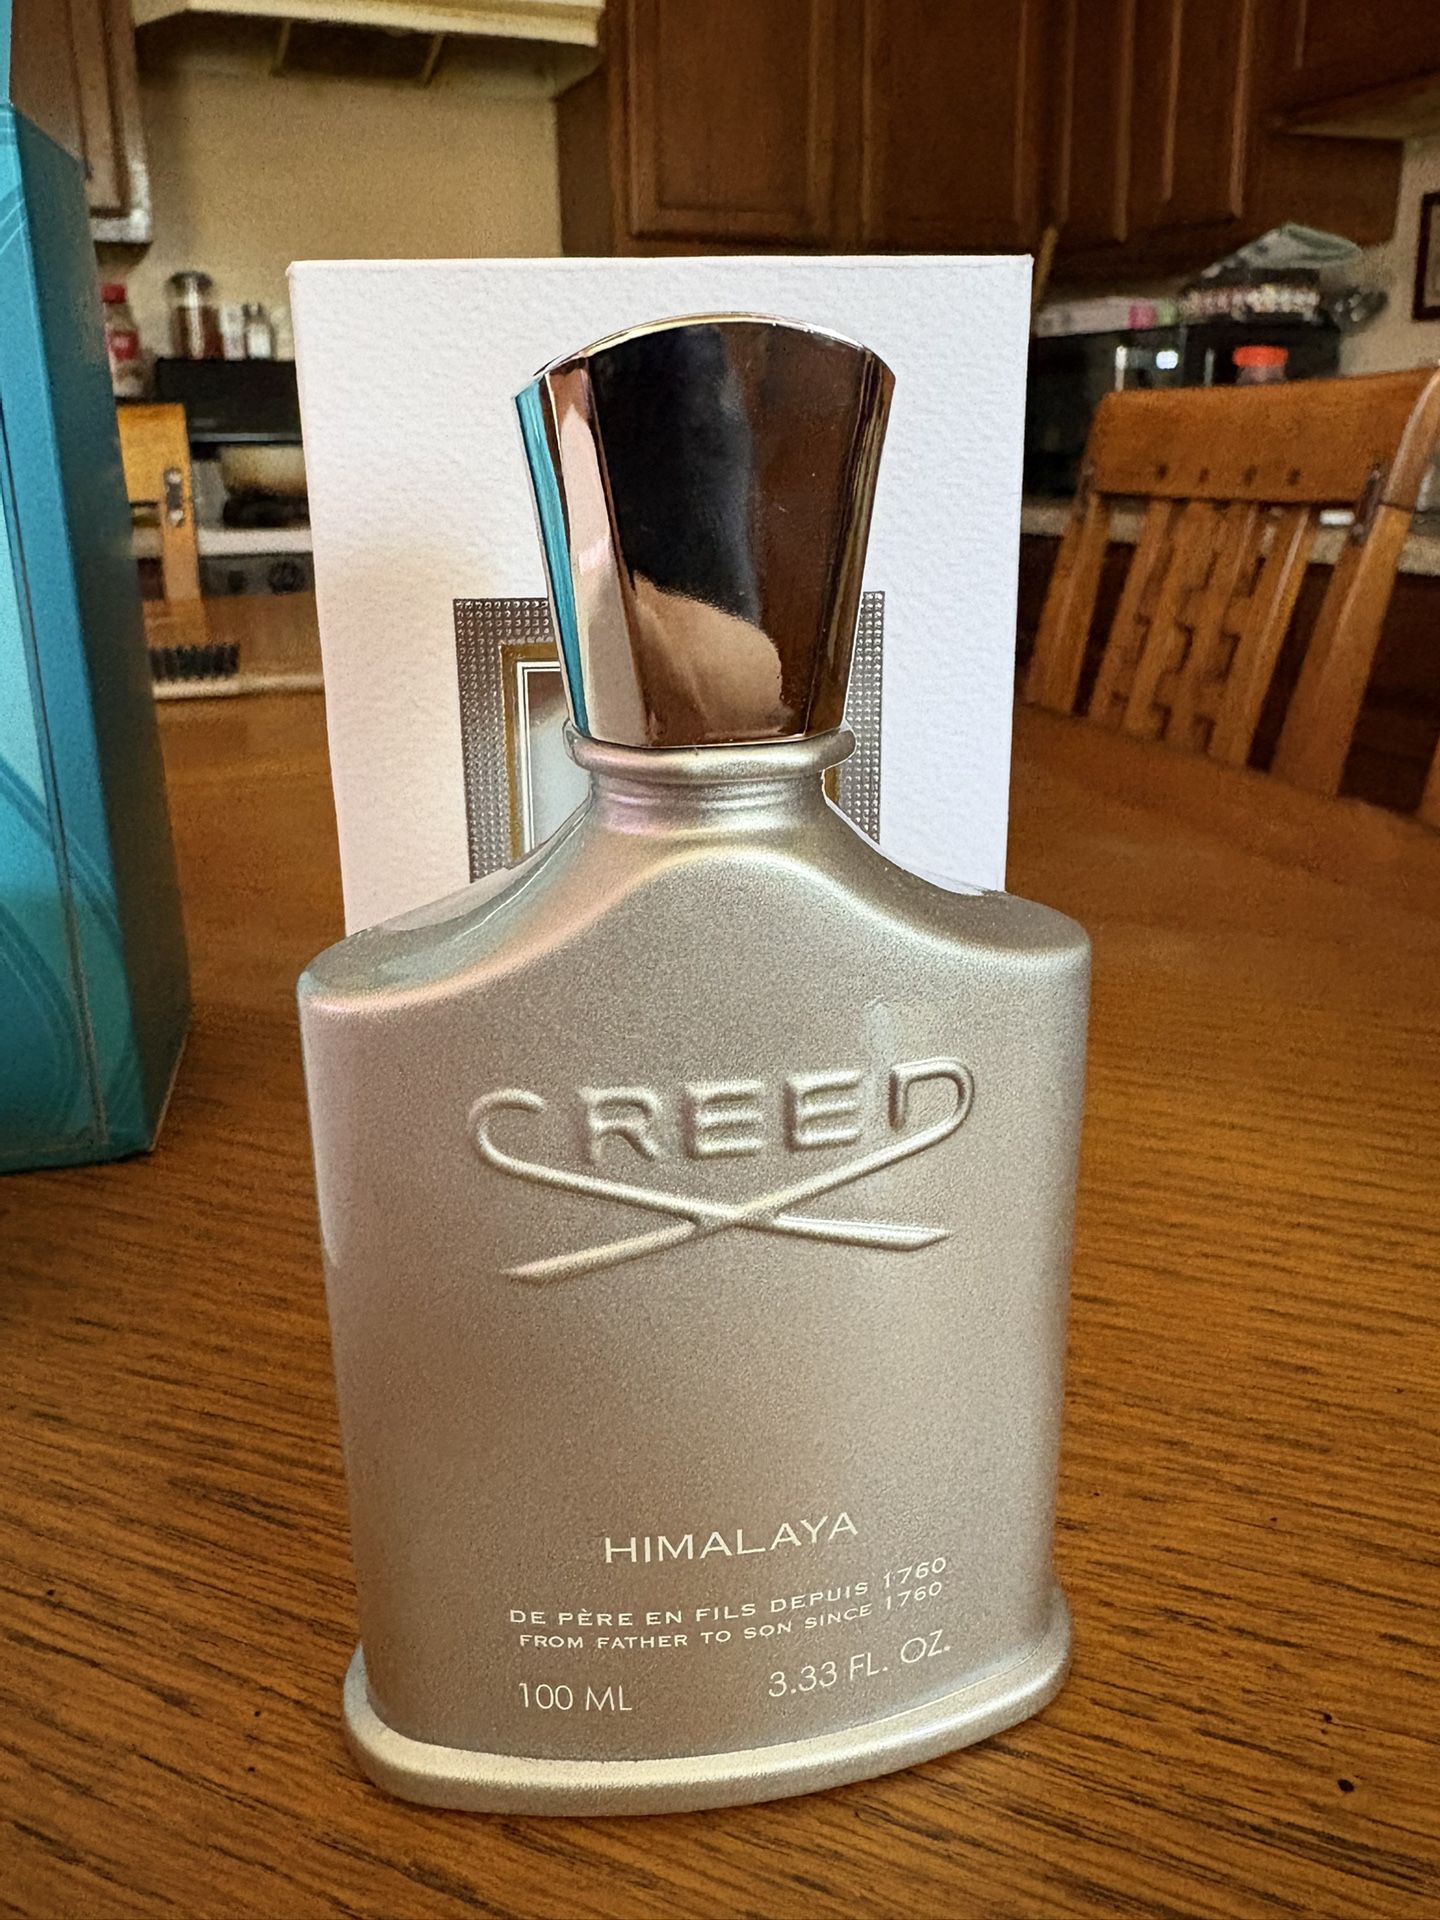 CREED
HIMALAYA
DE PÈRE EN FILS DEPUIS 1760
FROM FATHER TO SON SINCE 1760
100 ML 3.33 FL. OZ.